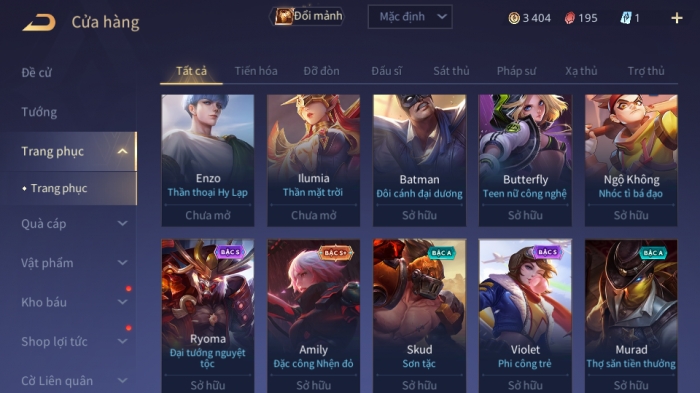 Cửa hàng
Đổi mảnh
Mặc định
3 404
195
1
Đề cử
Tướng
Trang phục
Trang phục
Quà cáp
Vật phẩm
Kho báu
Shop lợi tức
Cờ Liên quân
Tất cả
Tiến hóa
Đỡ đòn
Đấu sĩ
Sát thủ
Pháp sư
Xạ thủ
Trợ thủ
Enzo
Thần thoại Hy Lạp
Chưa mở
Ilumia
Thần mặt trời
Chưa mở
Batman
Đôi cánh đại dương
Sở hữu
Butterfly
Teen nữ công nghệ
Sở hữu
Ngộ Không
Nhóc tì bá đạo
Sở hữu
BẬC S
Ryoma
Đại tướng nguyệt
tộc
Sở hữu
BẬC S+
Amily
Đặc công Nhện đỏ
Sở hữu
BẬC A
Skud
Sơn tặc
Sở hữu
BẬC S
Violet
Phi công trẻ
Sở hữu
BẬC A
Murad
Thợ săn tiền thưởng
Sở hữu